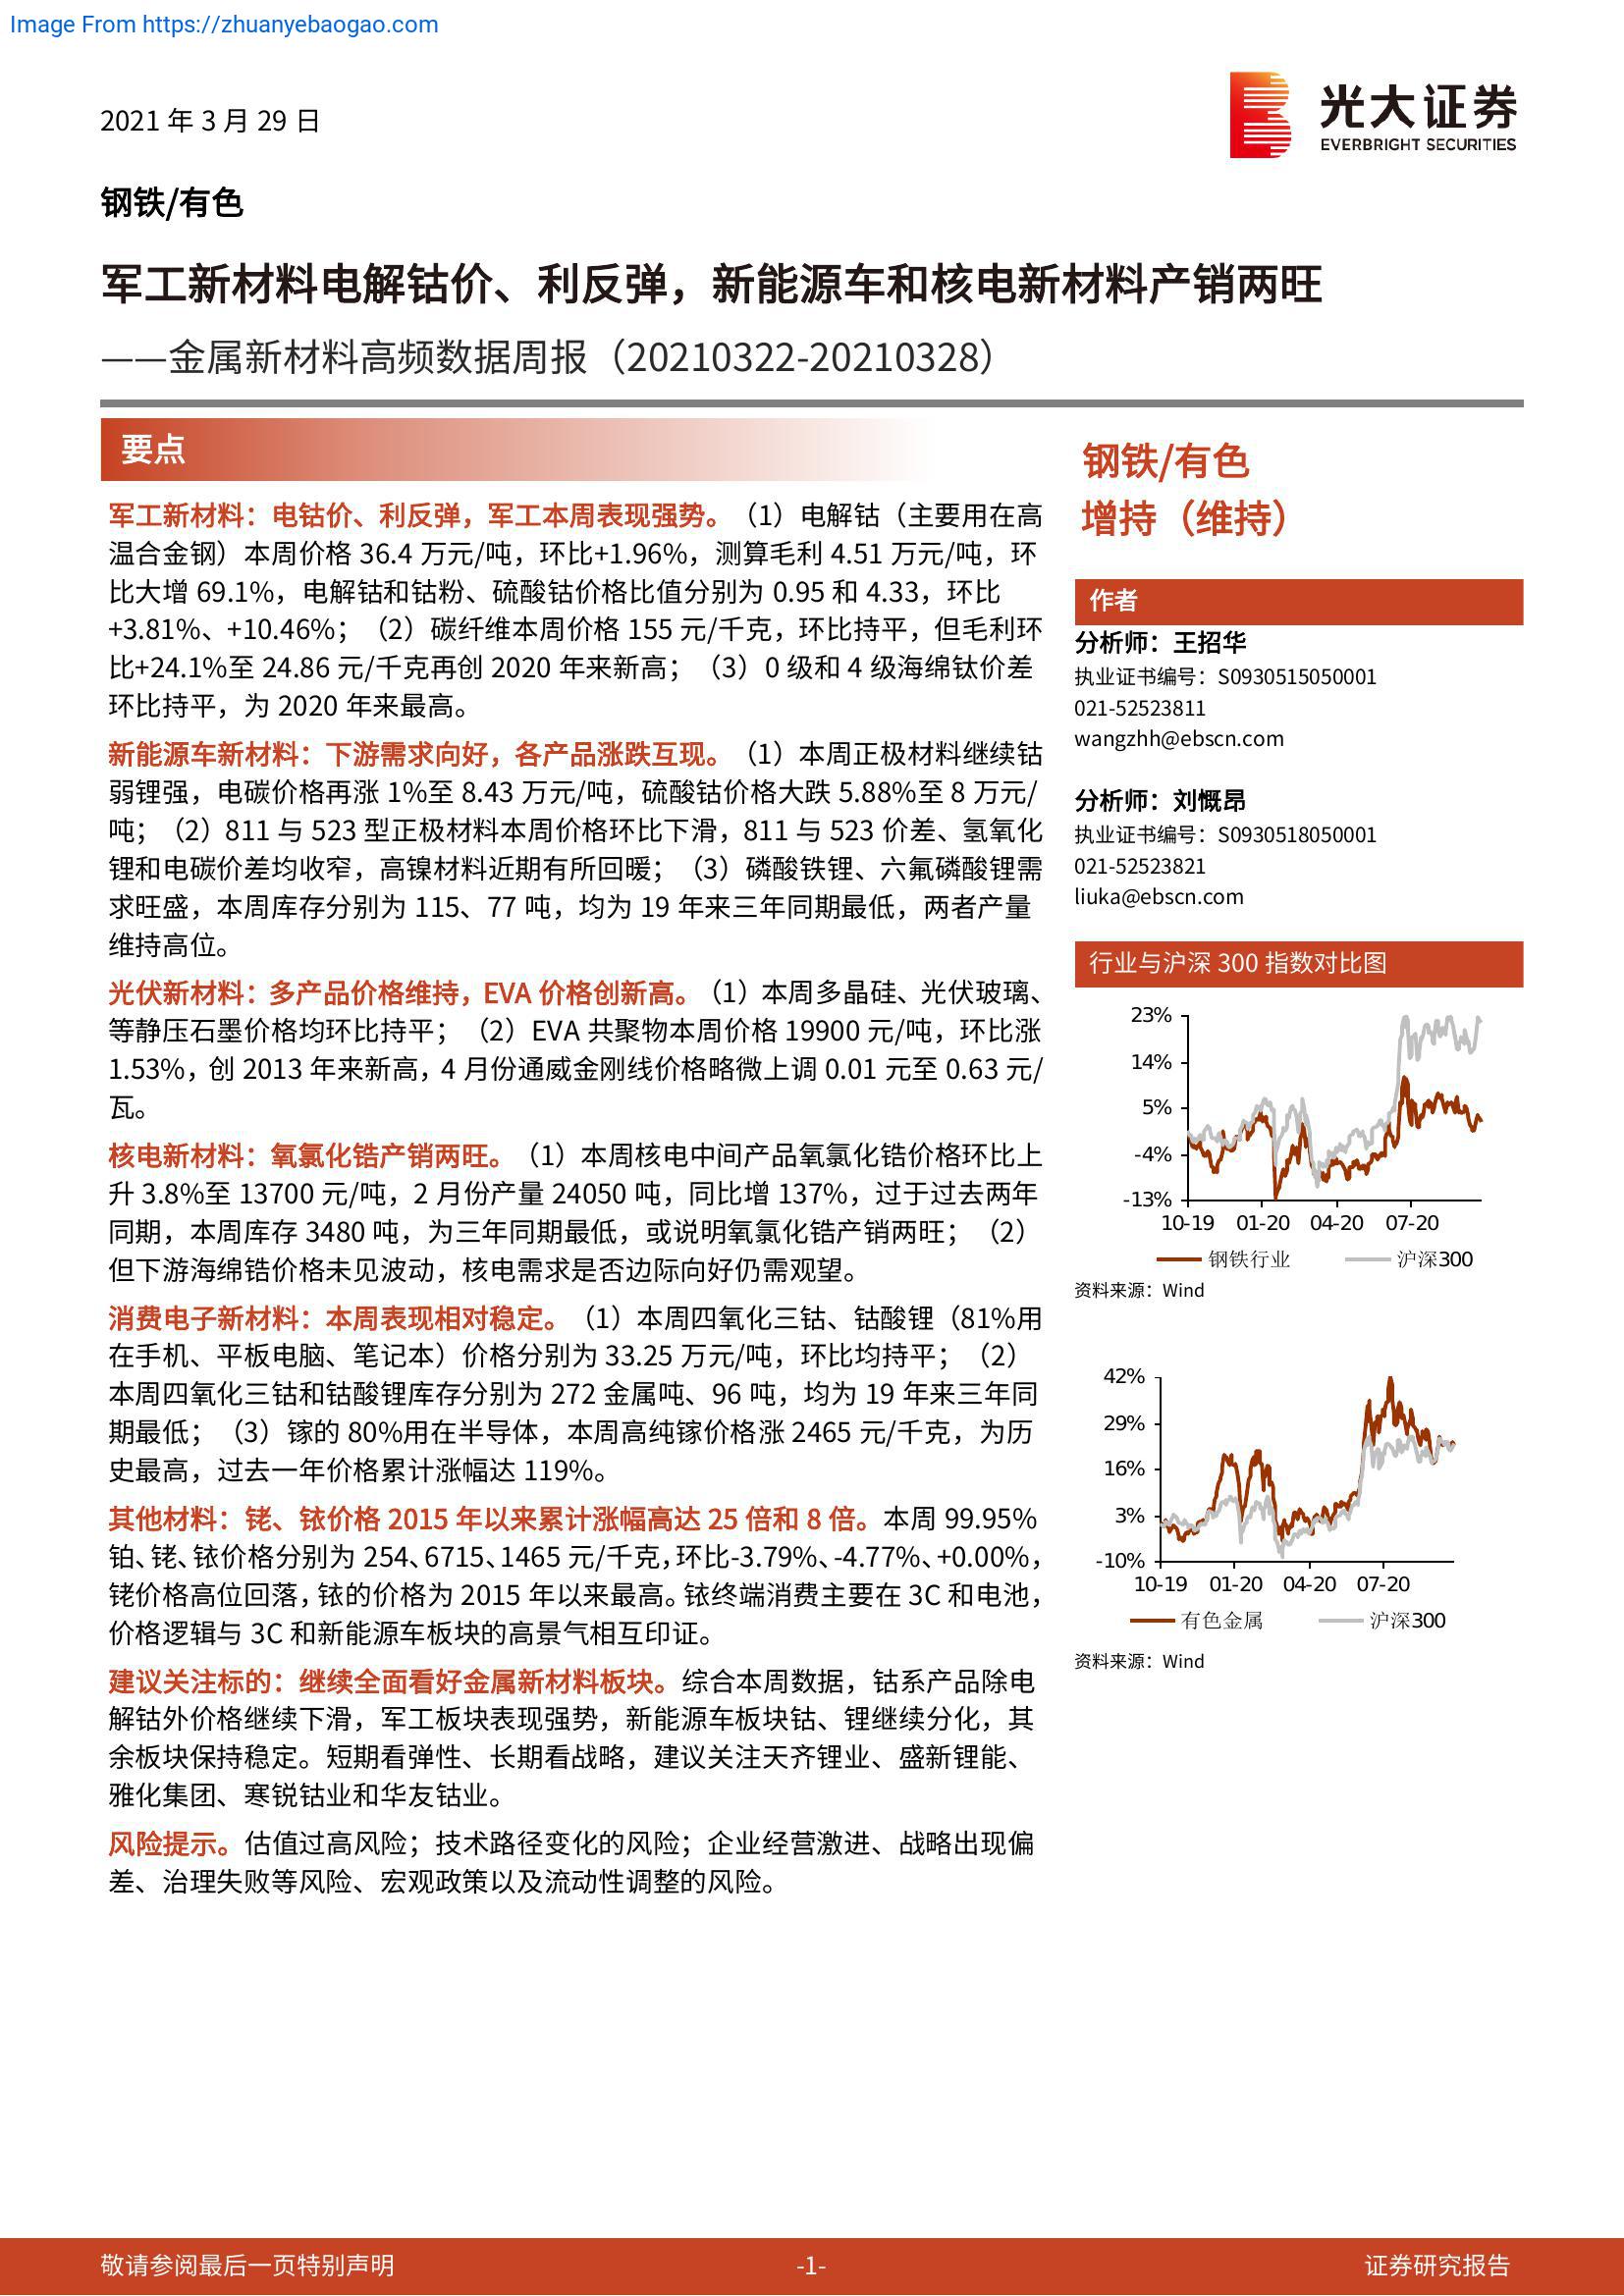 Image From https://zhuanyebaogao.com
2021 年 3 月 29 日
光大证券
EVERBRIGHT SECURITIES
钢铁/有色
军工新材料电解钴价、利反弹，新能源车和核电新材料产销两旺
——金属新材料高频数据周报（20210322-20210328）
要点
军工新材料：电钴价、利反弹，军工本周表现强势。（1）电解钴（主要用在高
温合金钢）本周价格 36.4 万元/吨，环比+1.96%，测算毛利 4.51 万元/吨，环
比大增 69.1%，电解钴和钴粉、硫酸钴价格比值分别为 0.95 和 4.33，环比
+3.81%、+10.46%；（2）碳纤维本周价格 155 元/千克，环比持平，但毛利环
比+24.1%至 24.86 元/千克再创 2020 年来新高；（3）0 级和 4 级海绵钛价差
环比持平，为 2020 年来最高。
新能源车新材料：下游需求向好，各产品涨跌互现。（1）本周正极材料继续钴
弱锂强，电碳价格再涨 1%至 8.43 万元/吨，硫酸钴价格大跌 5.88%至 8 万元/
吨；（2）811 与 523 型正极材料本周价格环比下滑，811 与 523 价差、氢氧化
锂和电碳价差均收窄，高镍材料近期有所回暖；（3）磷酸铁锂、六氟磷酸锂需
求旺盛，本周库存分别为 115、77 吨，均为 19 年来三年同期最低，两者产量
维持高位。
光伏新材料：多产品价格维持，EVA 价格创新高。（1）本周多晶硅、光伏玻璃、
等静压石墨价格均环比持平；（2）EVA 共聚物本周价格 19900 元/吨，环比涨
1.53%，创 2013 年来新高，4 月份通威金刚线价格略微上调 0.01 元至 0.63 元/
瓦。
核电新材料：氧氯化锆产销两旺。（1）本周核电中间产品氧氯化锆价格环比上
升 3.8%至 13700 元/吨，2 月份产量 24050 吨，同比增 137%，过于过去两年
同期，本周库存 3480 吨，为三年同期最低，或说明氧氯化锆产销两旺；（2）
但下游海绵锆价格未见波动，核电需求是否边际向好仍需观望。
消费电子新材料：本周表现相对稳定。（1）本周四氧化三钴、钴酸锂（81%用
在手机、平板电脑、笔记本）价格分别为 33.25 万元/吨，环比均持平；（2）
本周四氧化三钴和钴酸锂库存分别为 272 金属吨、96 吨，均为 19 年来三年同
期最低；（3）镓的 80%用在半导体，本周高纯镓价格涨 2465 元/千克，为历
史最高，过去一年价格累计涨幅达 119%。
其他材料：铑、铱价格 2015 年以来累计涨幅高达 25 倍和 8 倍。本周 99.95%
铂、铑、铱价格分别为 254、6715、1465 元/千克，环比-3.79%、-4.77%、+0.00%，
铑价格高位回落，铱的价格为 2015 年以来最高。铱终端消费主要在 3C 和电池，
价格逻辑与 3C 和新能源车板块的高景气相互印证。
建议关注标的：继续全面看好金属新材料板块。综合本周数据，钴系产品除电
解钴外价格继续下滑，军工板块表现强势，新能源车板块钴、锂继续分化，其
余板块保持稳定。短期看弹性、长期看战略，建议关注天齐锂业、盛新锂能、
雅化集团、寒锐钴业和华友钴业。
风险提示。估值过高风险；技术路径变化的风险；企业经营激进、战略出现偏
差、治理失败等风险、宏观政策以及流动性调整的风险。
钢铁/有色
增持（维持）
作者
分析师：王招华
执业证书编号：S0930515050001
021-52523811
wangzhh@ebscn.com
分析师：刘慨昂
执业证书编号：S0930518050001
021-52523821
liuka@ebscn.com
行业与沪深 300 指数对比图
23%
14%
5%
-4%
-13%
10-19 01-20 04-20 07-20
钢铁行业 沪深300
资料来源：Wind
42%
29%
16%
3%
-10%
10-19 01-20 04-20 07-20
有色金属 沪深300
资料来源：Wind
敬请参阅最后一页特别声明 -1- 证券研究报告